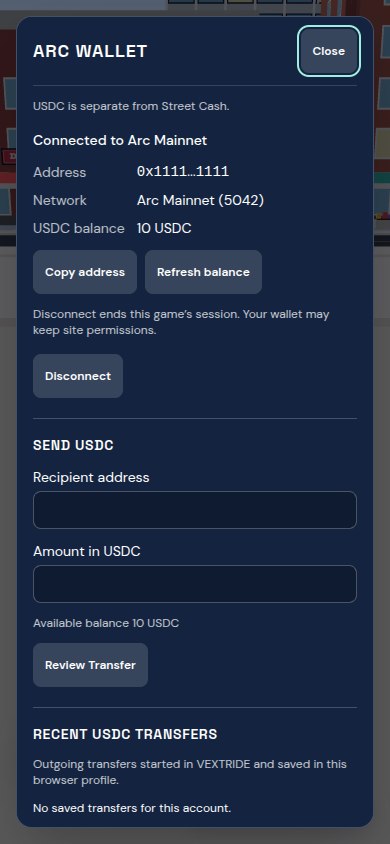 ARC WALLET
Close
USDC is separate from Street Cash.
Connected to Arc Mainnet
Address 0x1111…1111
Network Arc Mainnet (5042)
USDC balance 10 USDC
Copy address Refresh balance
Disconnect ends this game's session. Your wallet may
keep site permissions.
Disconnect
SEND USDC
Recipient address
Amount in USDC
Available balance 10 USDC
Review Transfer
RECENT USDC TRANSFERS
Outgoing transfers started in VEXTRIDE and saved in this
browser profile.
No saved transfers for this account.